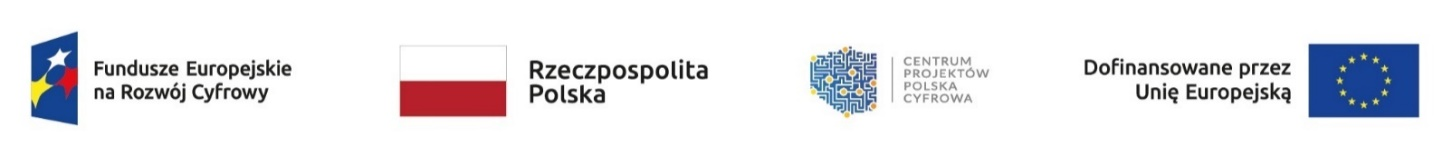 Fundusze Europejskie
na Rozwój Cyfrowy
Rzeczpospolita
Polska
CENTRUM
PROJEKTÓW
POLSKA
CYFROWA
Dofinansowane przez
Unię Europejską